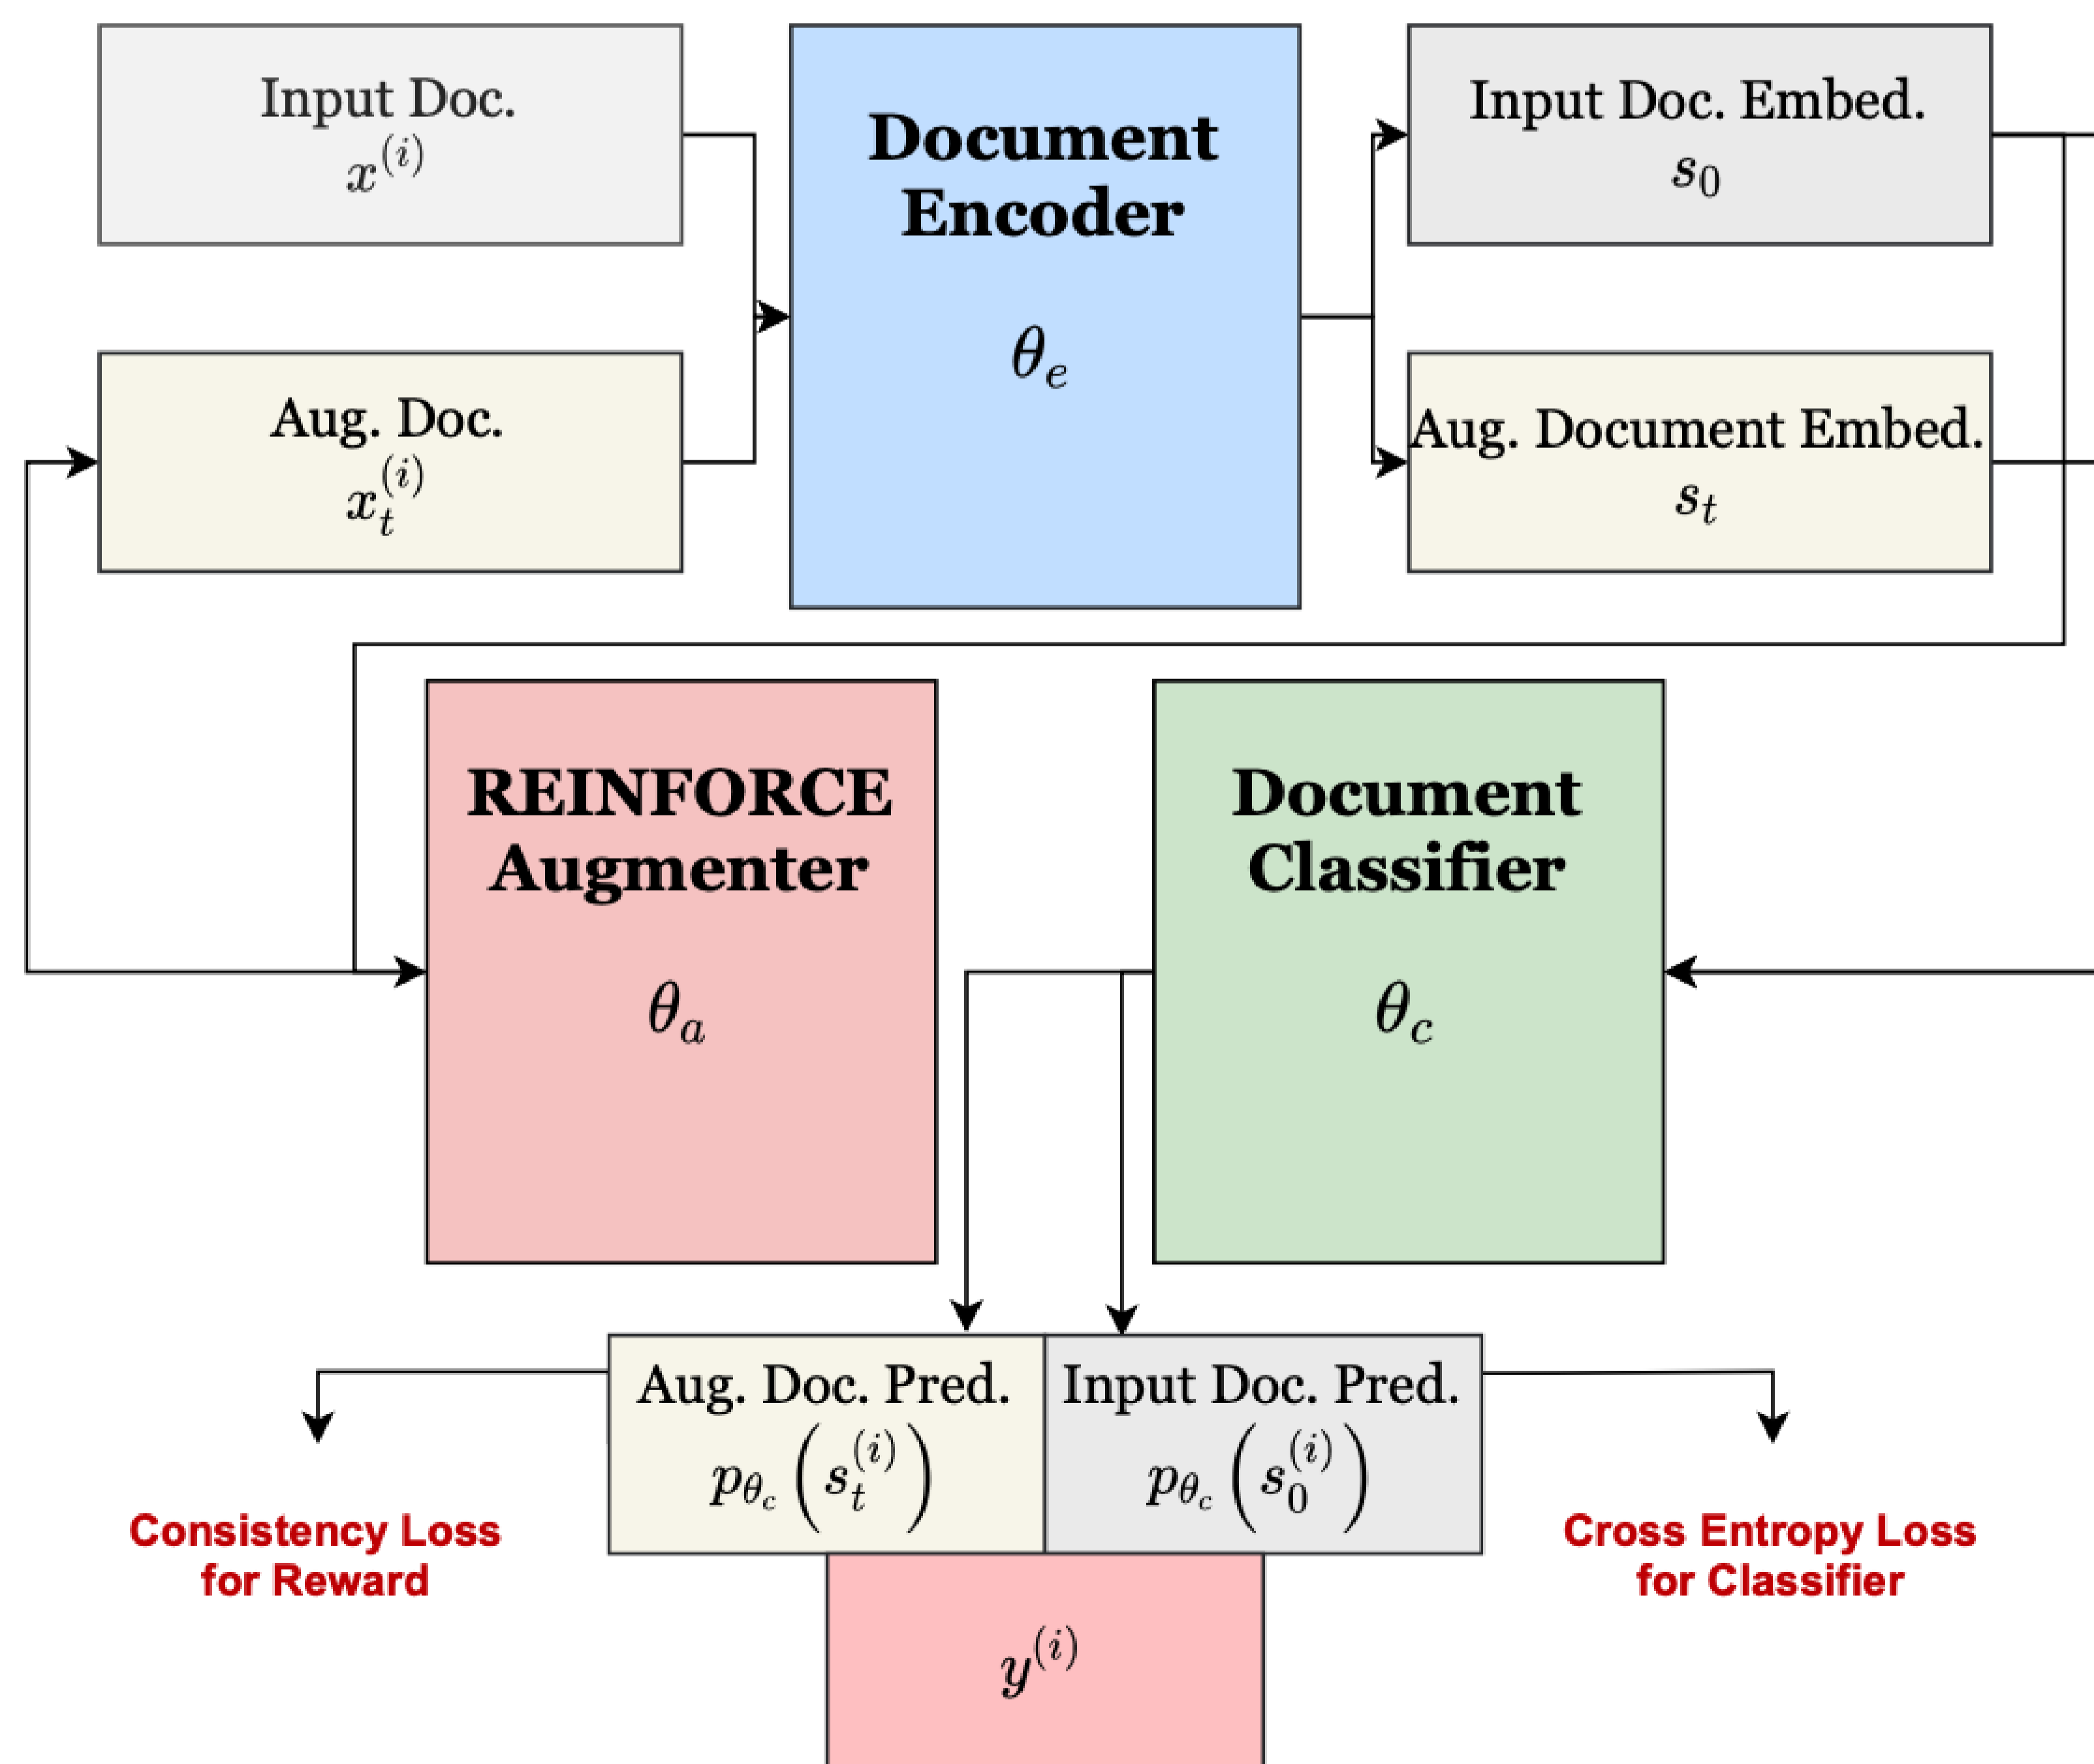 Input Doc.
x^{(i)}
Document
Encoder
θ_e
Input Doc. Embed.
s_0
Aug. Doc.
x_t^{(i)}
Aug. Document Embed.
s_t
REINFORCE
Augmenter
θ_a
Document
Classifier
θ_c
Aug. Doc. Pred.
p_{θ_c}(s_t^{(i)})
Input Doc. Pred.
p_{θ_c}(s_0^{(i)})
Consistency Loss
for Reward
Cross Entropy Loss
for Classifier
y^{(i)}